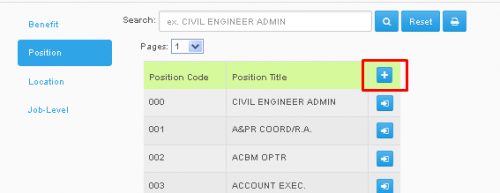 Benefit
Position
Location
Job-Level
Search: ex. CIVIL ENGINEER ADMIN Reset
Pages: 1
Position Code Position Title
000 CIVIL ENGINEER ADMIN
001 A&PR COORD/R.A.
002 ACBM OPTR
003 ACCOUNT EXEC.